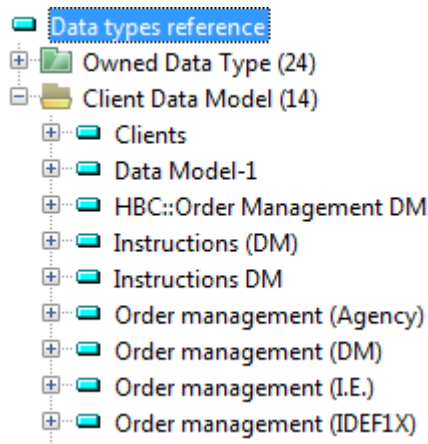 Data types reference
Owned Data Type (24)
Client Data Model (14)
Clients
Data Model-1
HBC::Order Management DM
Instructions (DM)
Instructions DM
Order management (Agency)
Order management (DM)
Order management (I.E.)
Order management (IDEF1X)